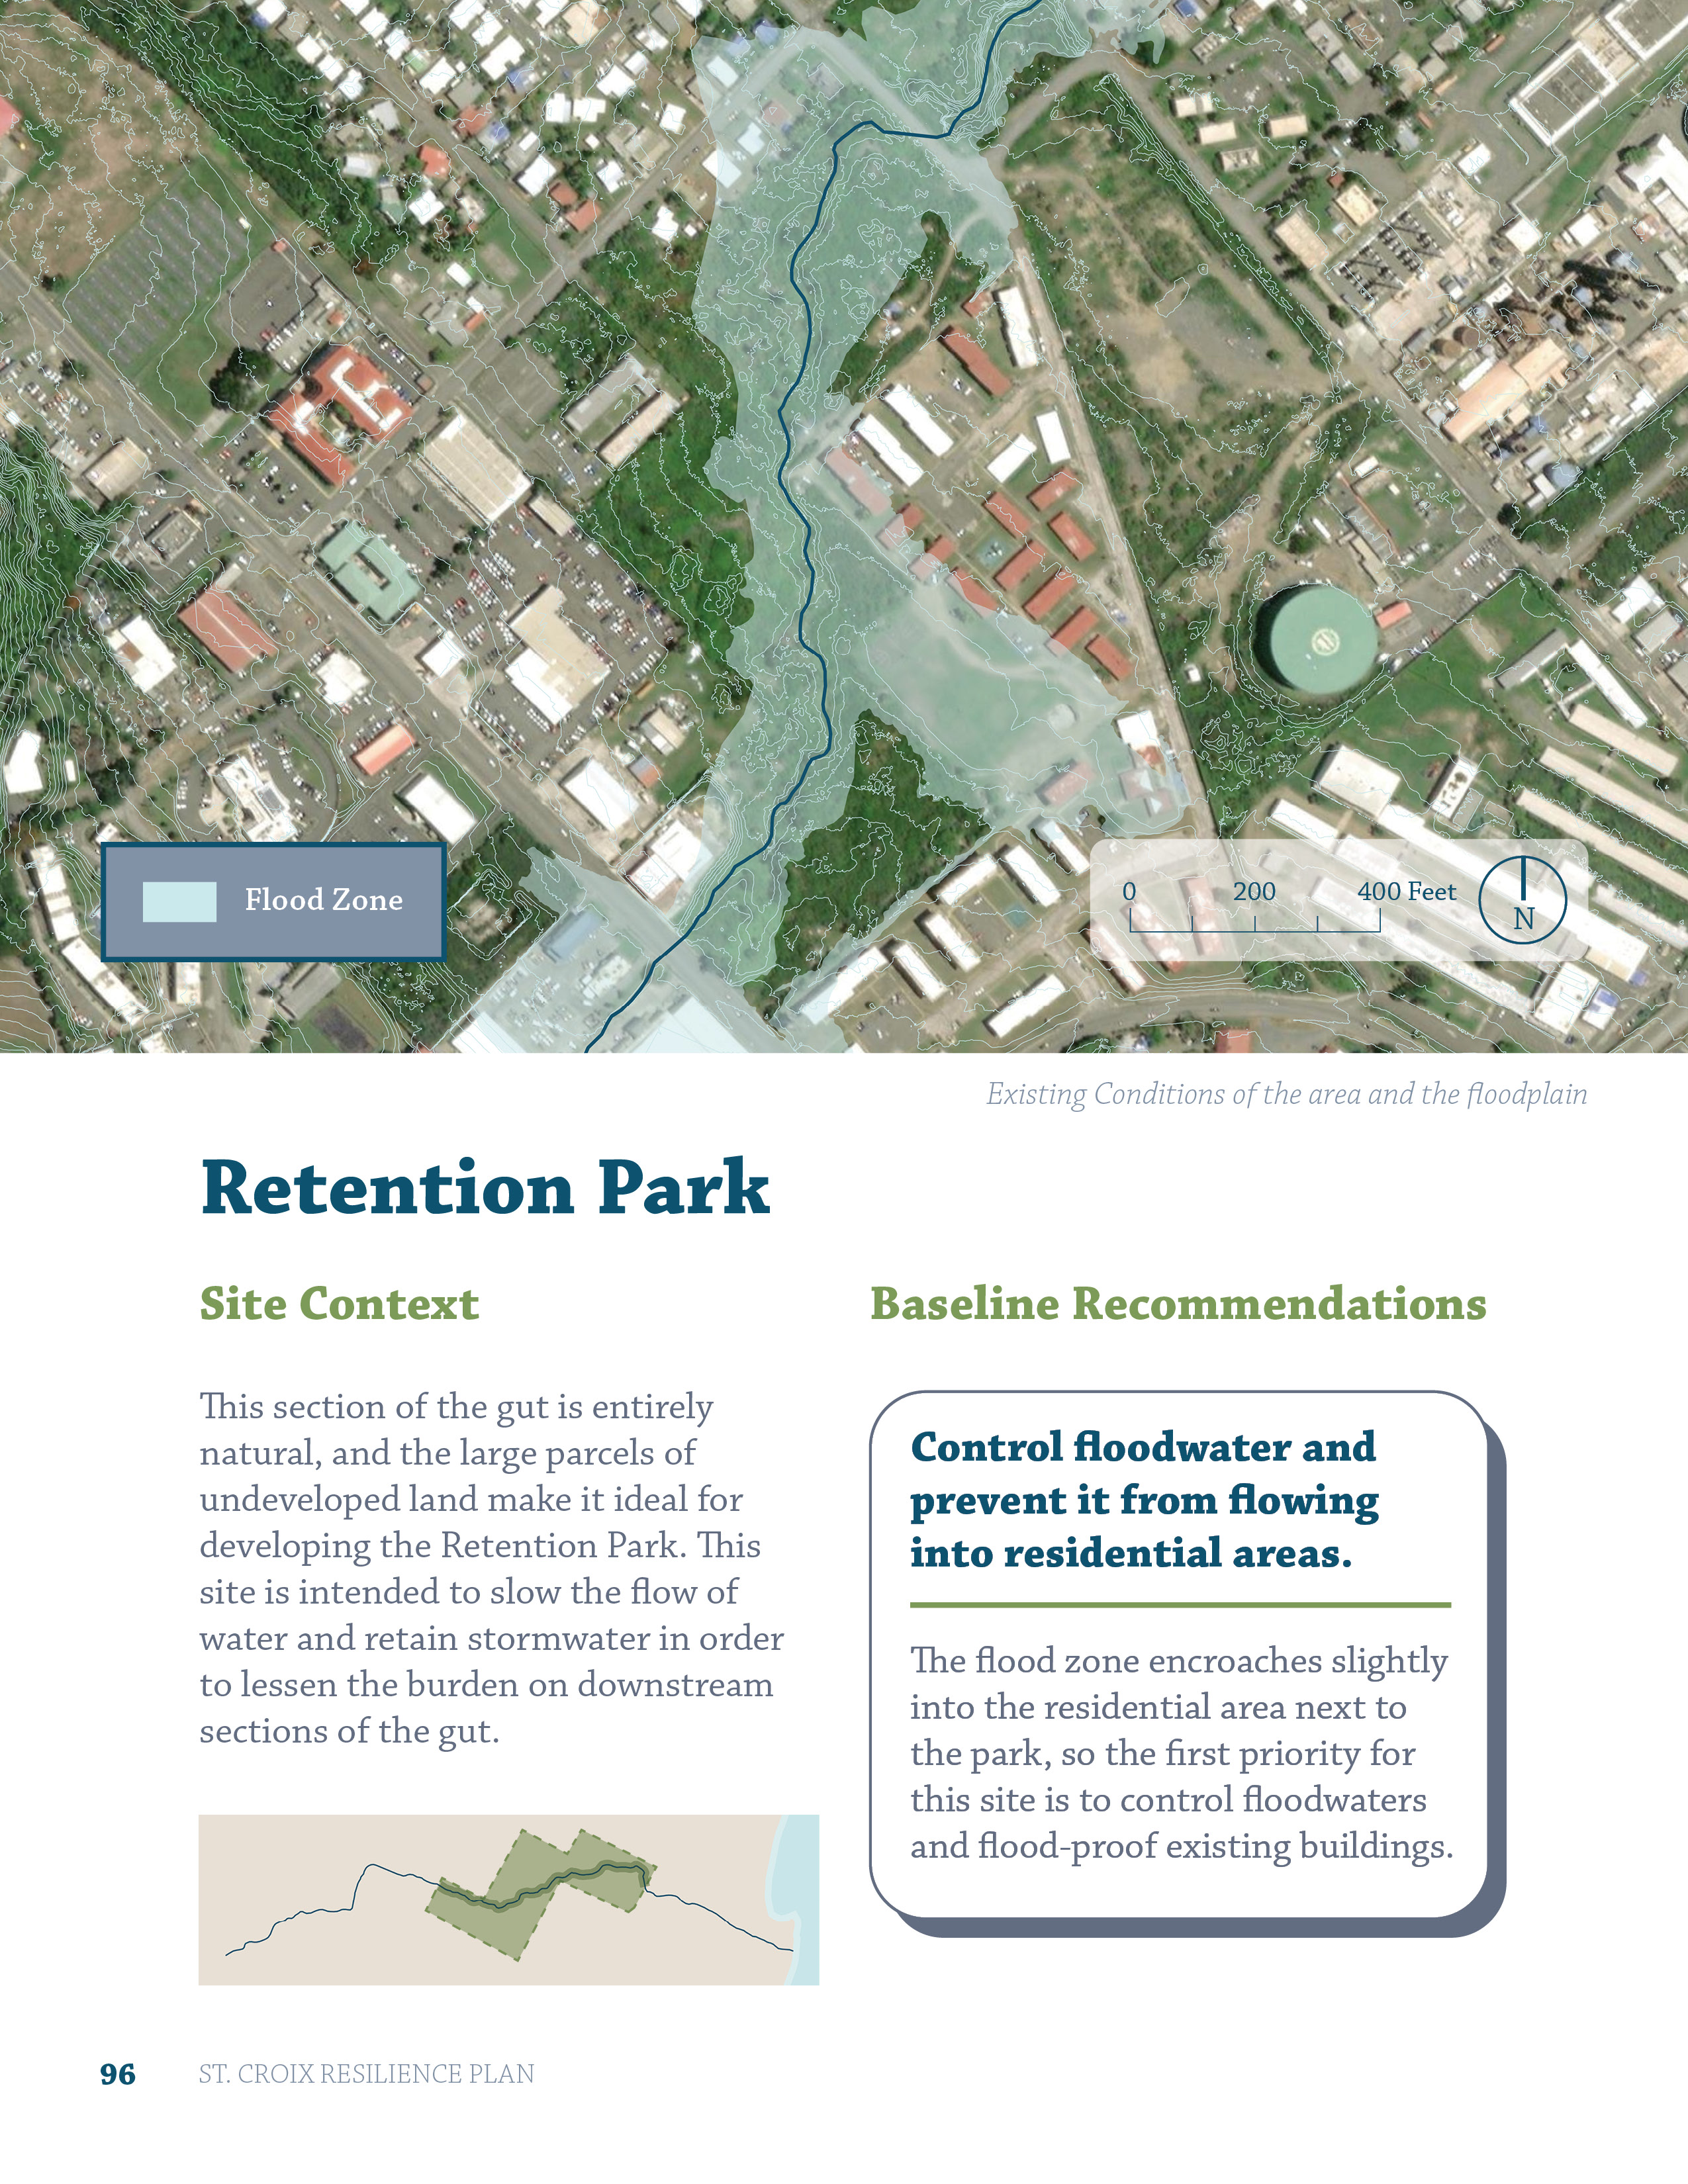 Flood Zone
0 200 400 Feet
N
Existing Conditions of the area and the floodplain
Retention Park
Site Context
This section of the gut is entirely
natural, and the large parcels of
undeveloped land make it ideal for
developing the Retention Park. This
site is intended to slow the flow of
water and retain stormwater in order
to lessen the burden on downstream
sections of the gut.
Baseline Recommendations
Control floodwater and
prevent it from flowing
into residential areas.
The flood zone encroaches slightly
into the residential area next to
the park, so the first priority for
this site is to control floodwaters
and flood-proof existing buildings.
96 ST. CROIX RESILIENCE PLAN